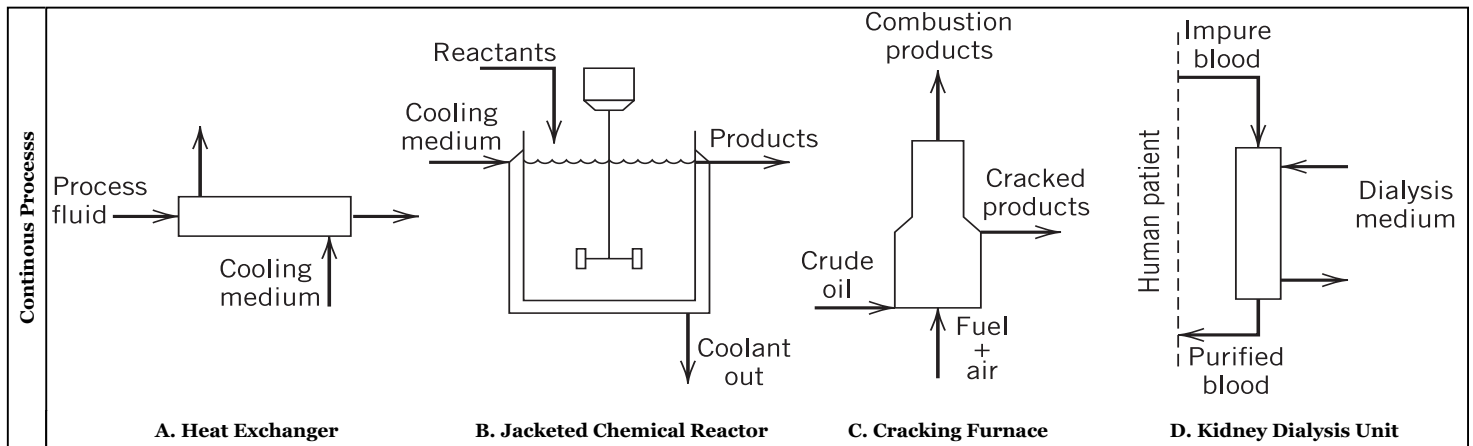 Continous Processs
Process
fluid
Cooling
medium
A. Heat Exchanger
Reactants
Cooling
medium
Products
Coolant
out
B. Jacketed Chemical Reactor
Combustion
products
Cracked
products
Crude
oil
Fuel
+
air
C. Cracking Furnace
Human patient
Impure
blood
Dialysis
medium
Purified
blood
D. Kidney Dialysis Unit